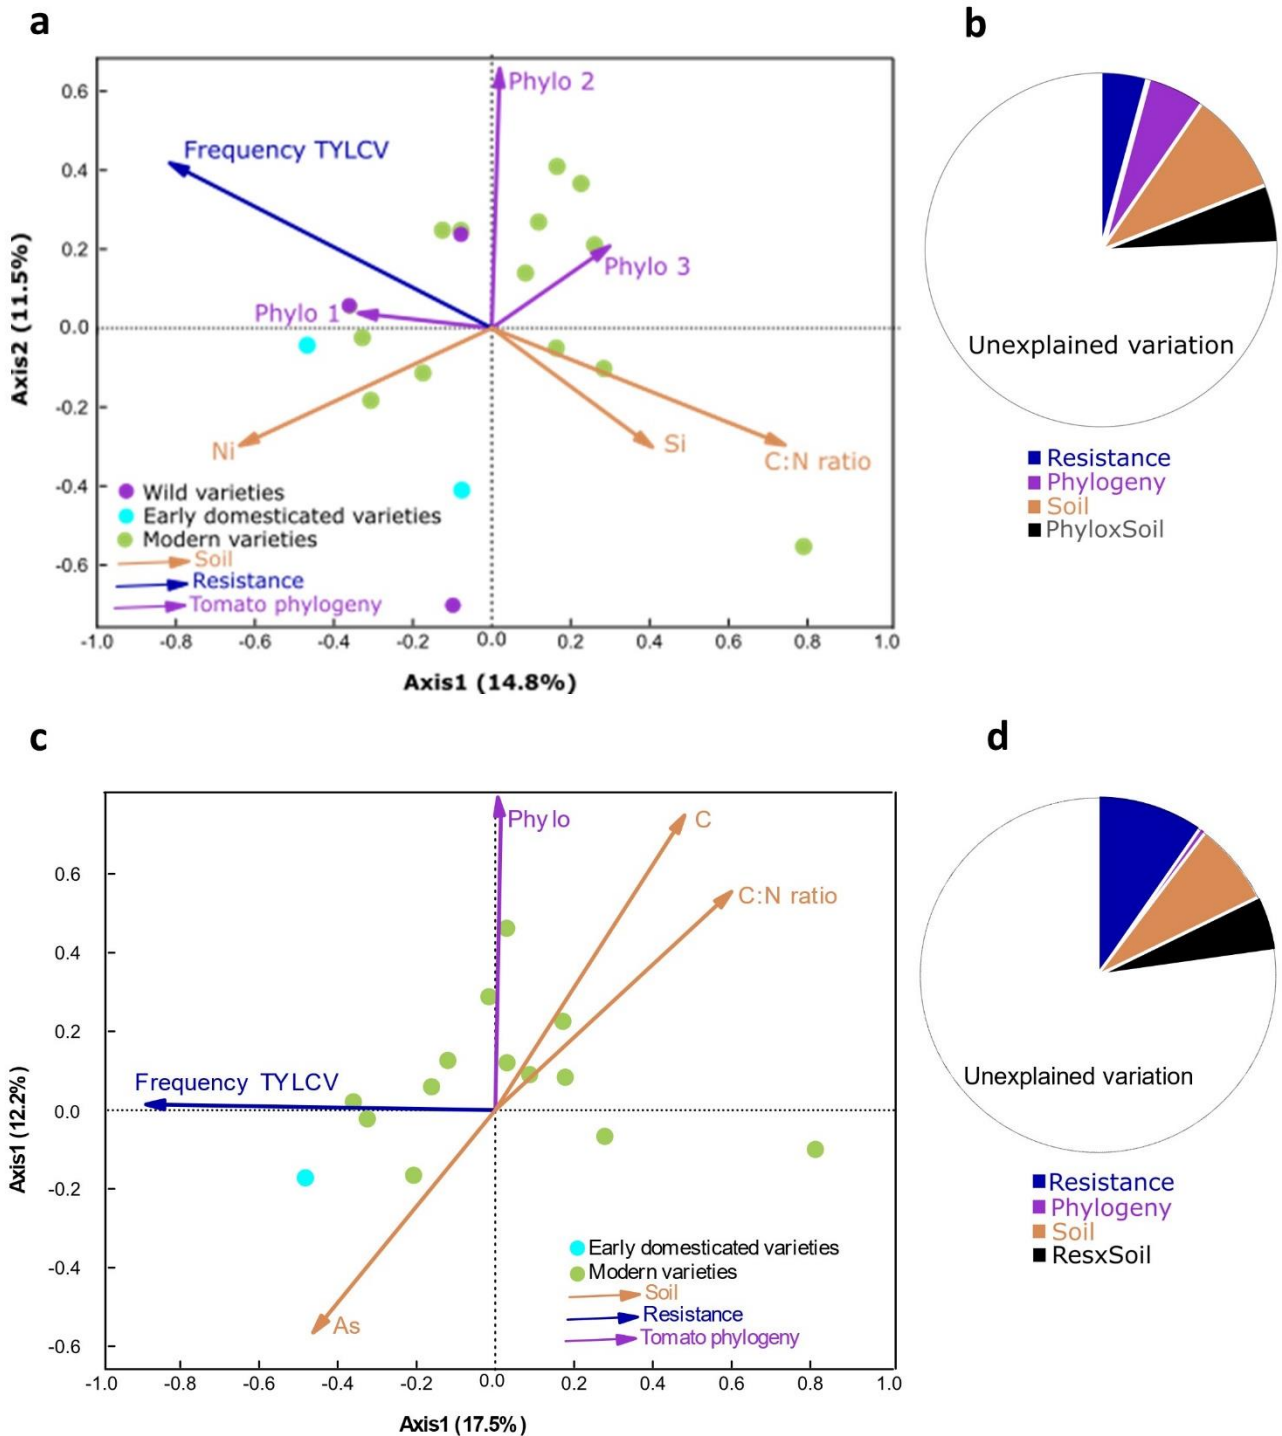 a
b
0.6
0.4
0.2
0.0
-0.2
-0.4
-0.6
Axis2 (11.5%)
Phylo 2
Frequency TYLCV
Phylo 3
Phylo 1
Ni
Si
C:N ratio
Wild varieties
Early domesticated varieties
Modern varieties
Soil
Resistance
Tomato phylogeny
-1.0 -0.8 -0.6 -0.4 -0.2 0.0 0.2 0.4 0.6 0.8 1.0
Axis1 (14.8%)
Unexplained variation
Resistance
Phylogeny
Soil
PhyloxSoil
c
d
0.6
0.4
0.2
0.0
-0.2
-0.4
-0.6
Axis1 (12.2%)
Phylo
C
C:N ratio
Frequency TYLCV
As
Early domesticated varieties
Modern varieties
Soil
Resistance
Tomato phylogeny
-1.0 -0.8 -0.6 -0.4 -0.2 0.0 0.2 0.4 0.6 0.8 1.0
Axis1 (17.5%)
Unexplained variation
Resistance
Phylogeny
Soil
ResxSoil